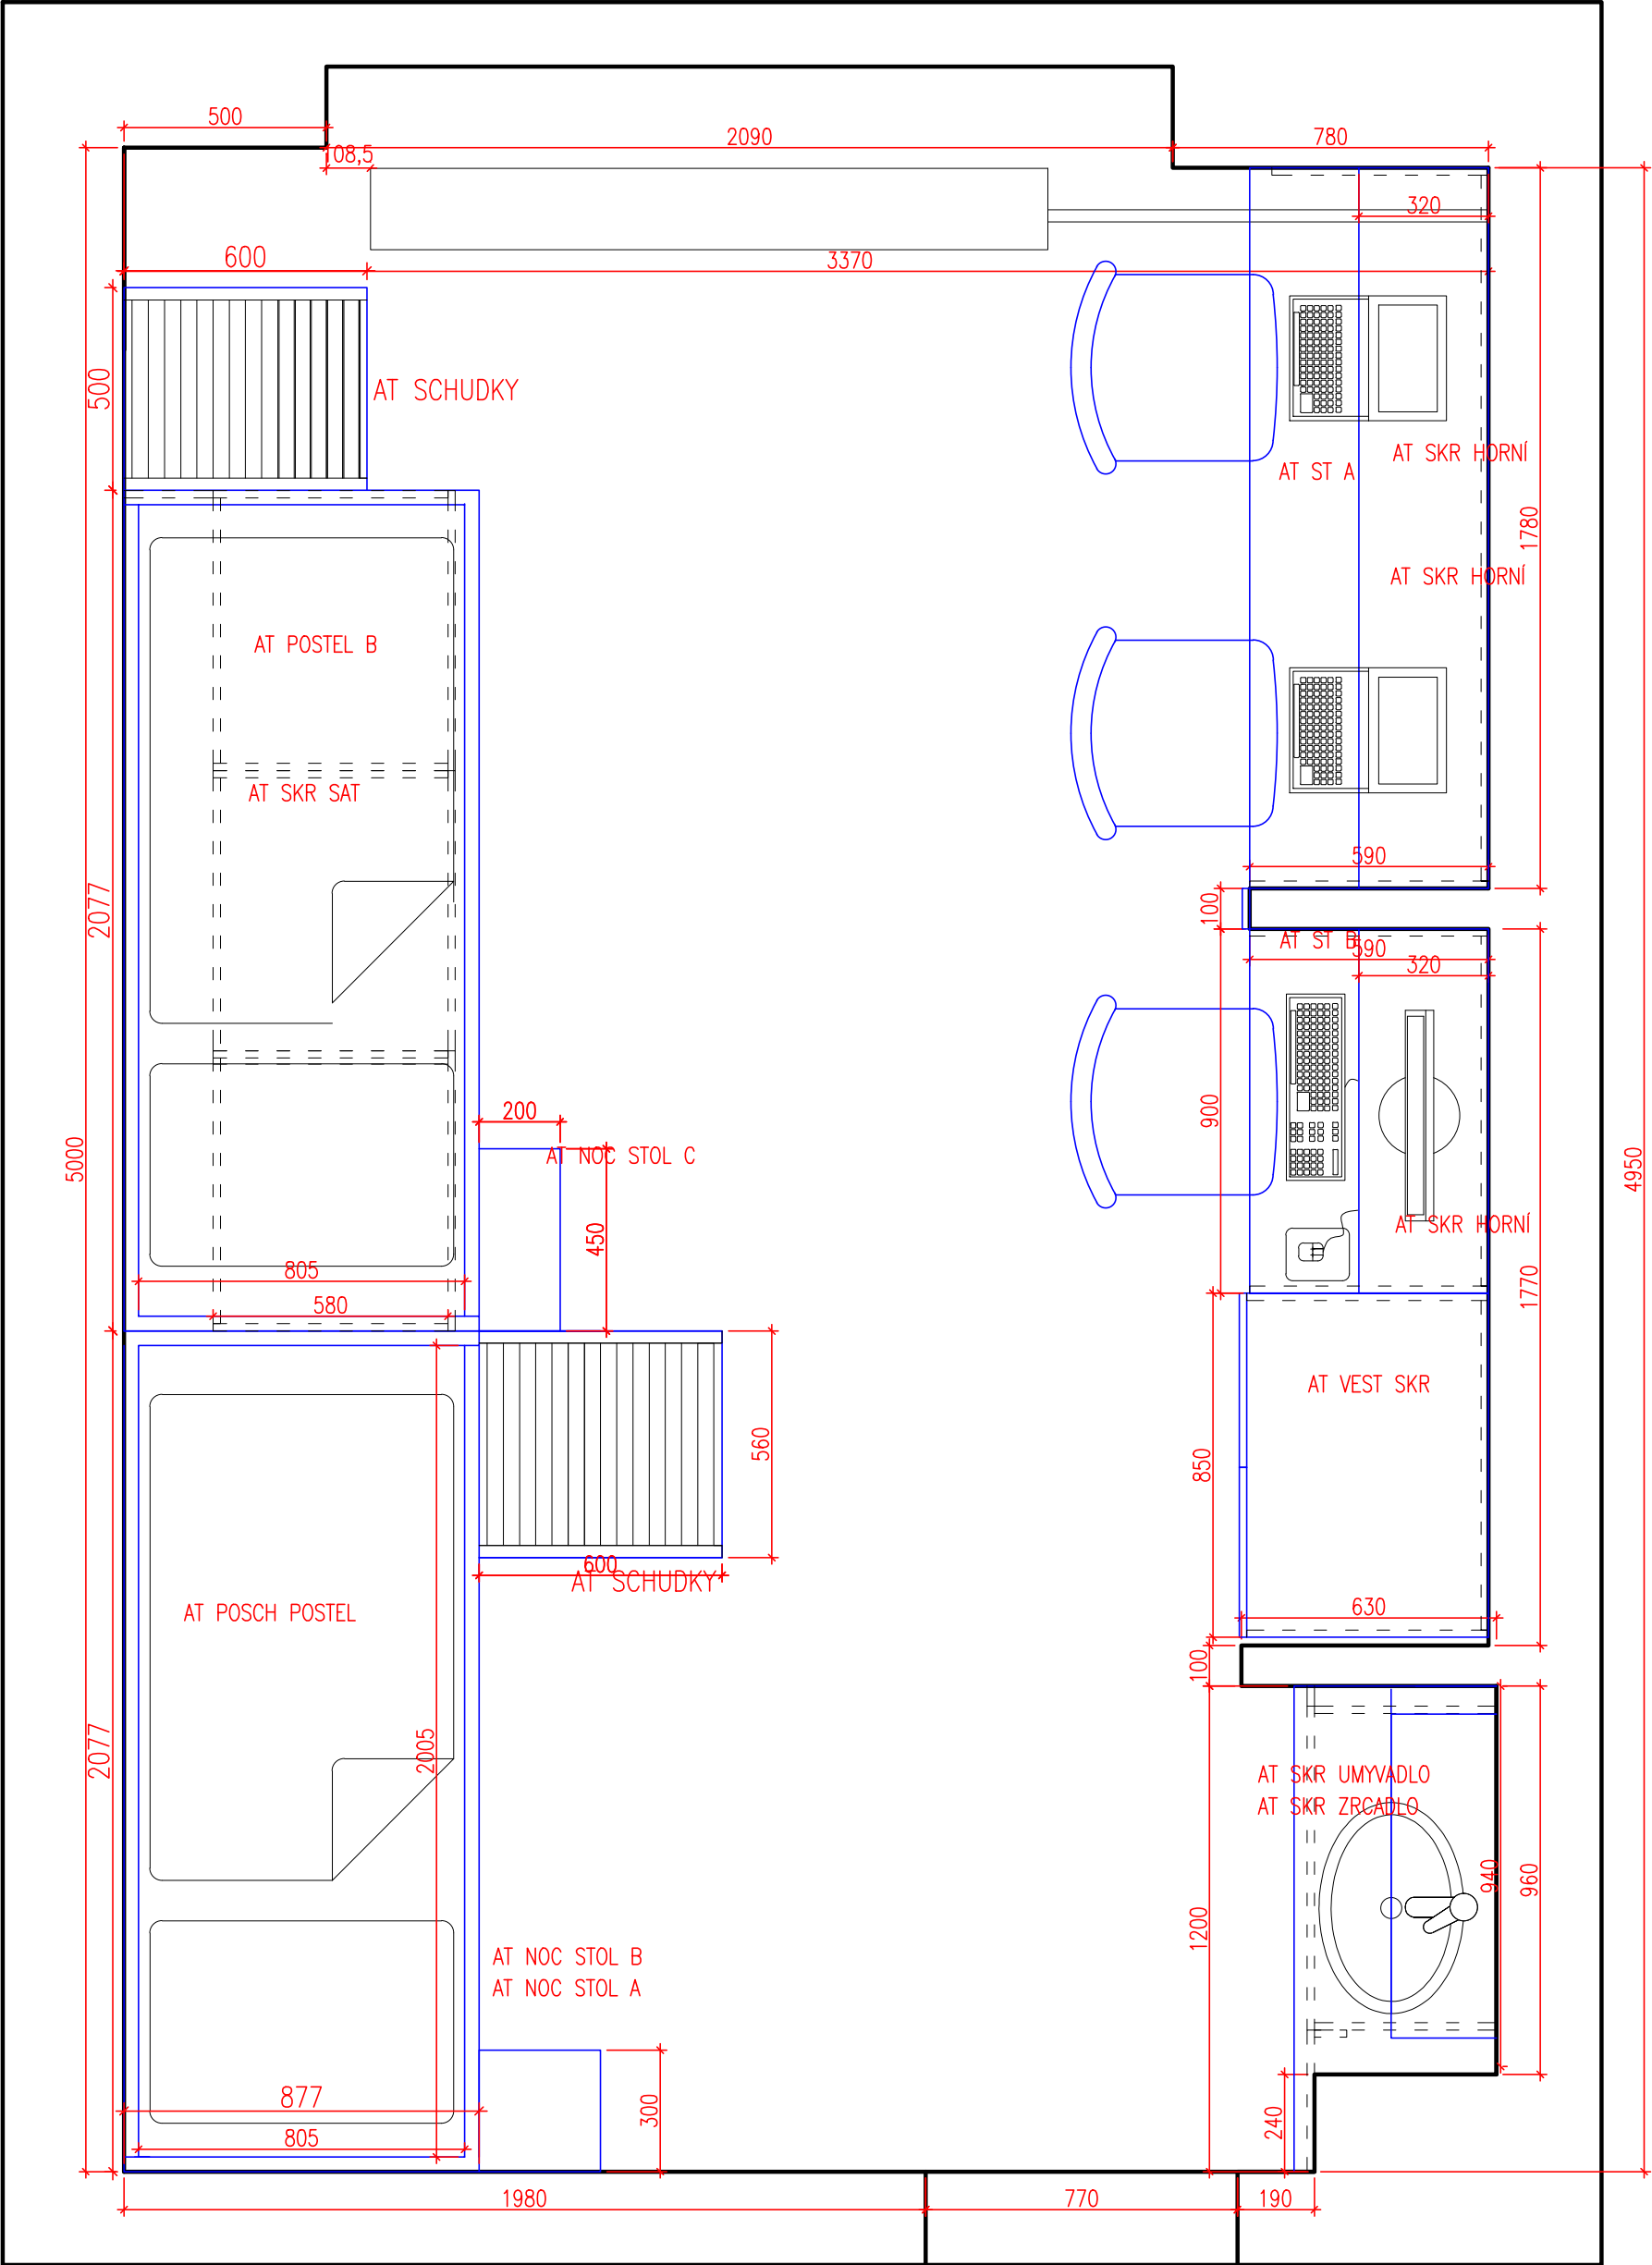 500
2090
780
108,5
320
600
3370
500
AT SCHUDKY
AT SKR HORNÍ
AT ST A
1780
AT SKR HORNÍ
AT POSTEL B
AT SKR SAT
590
2077
100
AT ST B
590
320
200
900
5000
AT NOC STOL C
4950
450
AT SKR HORNÍ
805
1770
580
AT VEST SKR
560
850
600
AT SCHUDKY
AT POSCH POSTEL
630
100
2005
2077
AT SKR UMYVADLO
AT SKR ZRCADLO
940
960
1200
AT NOC STOL B
AT NOC STOL A
877
300
240
805
1980
770
190